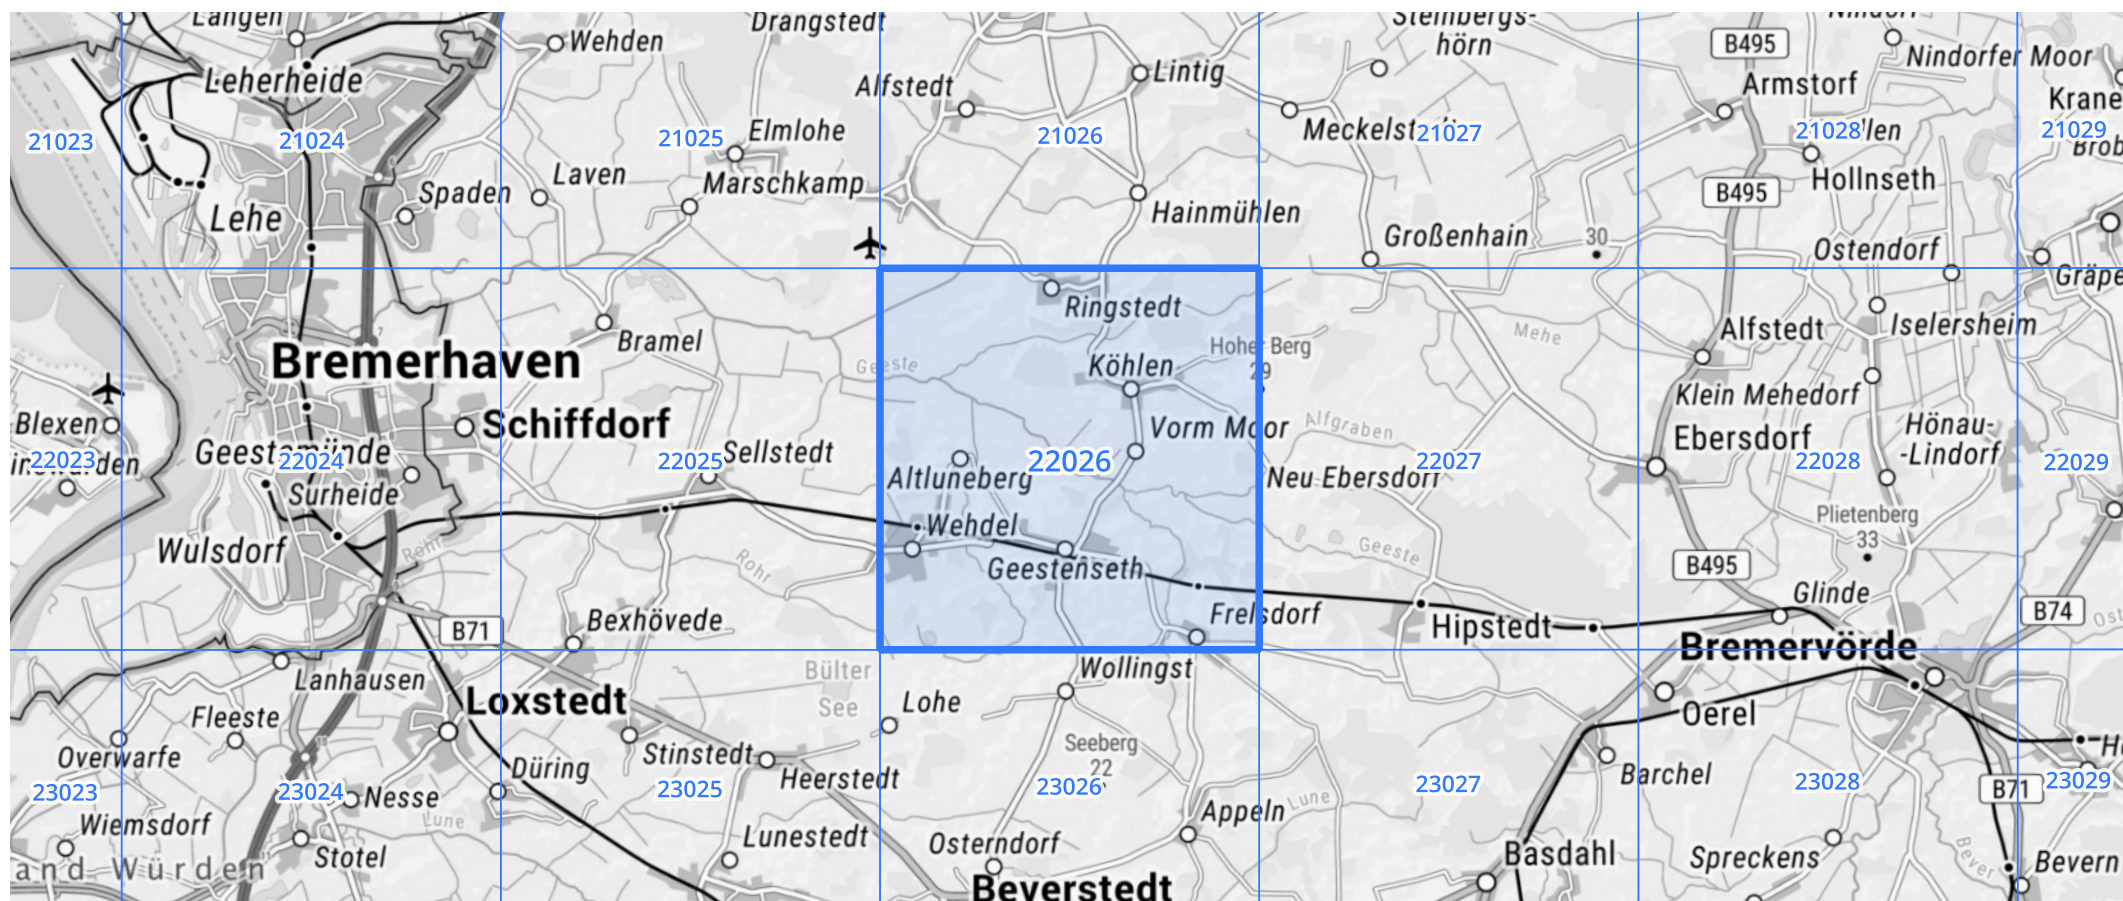 Langen
Drangstedt
Steinbergs-
hörn
B495
Wehden
Lintig
Nindorfer Moor
Leherheide
Alfstedt
Armstorf
21023
21024
21025
Elmlohe
21026
21027
21028
21029
Laven
Marschkamp
Spaden
B495
Hollnseth
Lehe
Hainmühlen
Großenhain
30
Ostendorf
Ringstedt
Mehe
Alfstedt
Iselersheim
7
Bremerhaven
Bramel
Geeste
Köhlen
Hoher Berg
29
Klein Mehedorf
Blexen
Schiffdorf
Vorm Moor
Alfgraben
Ebersdorf
Hönau-
-Lindorf
22023
Geestemünde
22024
22025
Sellstedt
22026
22027
22028
22029
Surheide
Altluneberg
Neu Ebersdorf
Wehdel
Plietenberg
33
Wulsdorf
Rohr
Rohr
Geestenseth
Geeste
B495
Glinde
B74
B71
Bexhövede
Frelsdorf
Hipstedt
Bremervörde
Lanhausen
Bülter
See
Wollingst
Loxstedt
Lohe
Oerel
Fleeste
Overwarfe
10
Stinstedt
Seeberg
22
Düring
Heerstedt
Barchel
23023
23024
Nesse
23025
23026
23027
23028
B71
23029
Lune
Lune
Wiemsdorf
Lunestedt
Appeln
Stotel
Osterndorf
Basdahl
Spreckens
Bever
Bevern
and Würden
Beverstedt